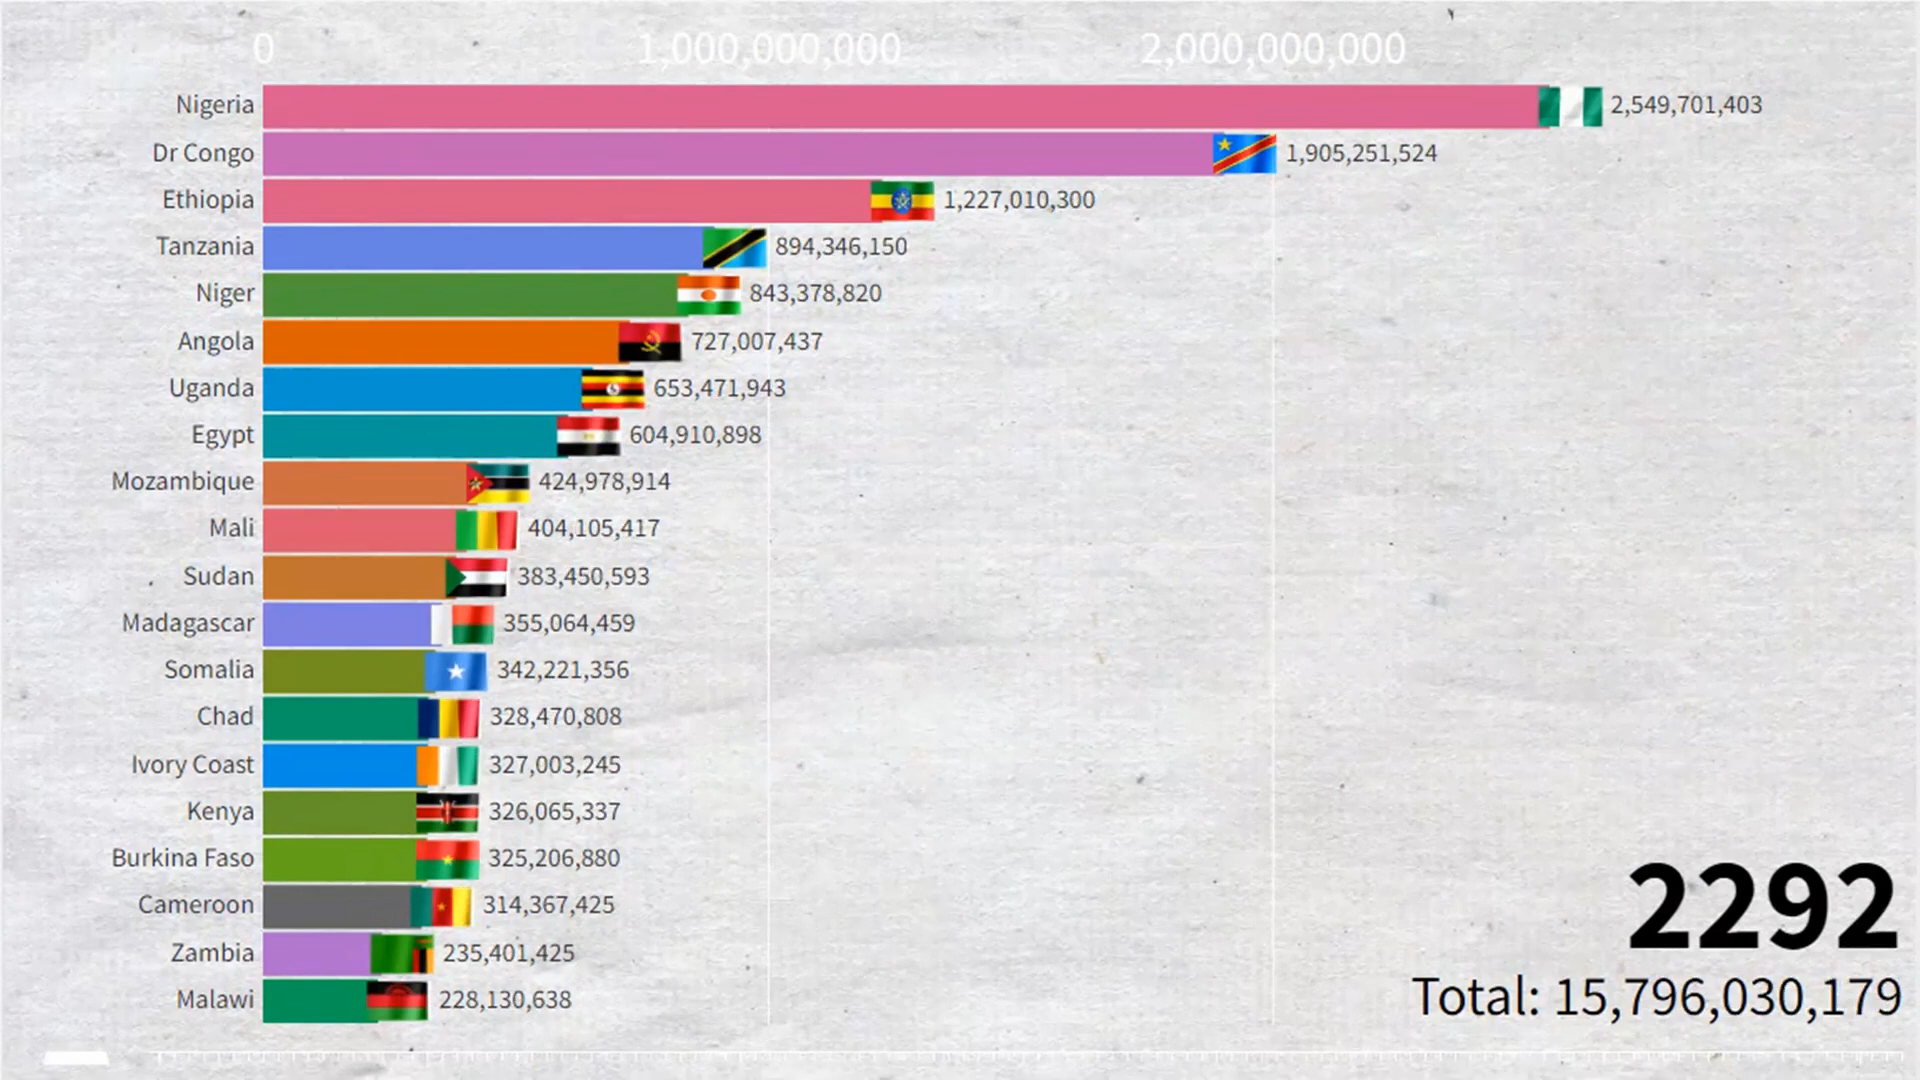 0 1,000,000,000 2,000,000,000
Nigeria 2,549,701,403
Dr Congo 1,905,251,524
Ethiopia 1,227,010,300
Tanzania 894,346,150
Niger 843,378,820
Angola 727,007,437
Uganda 653,471,943
Egypt 604,910,898
Mozambique 424,978,914
Mali 404,105,417
Sudan 383,450,593
Madagascar 355,064,459
Somalia 342,221,356
Chad 328,470,808
Ivory Coast 327,003,245
Kenya 326,065,337
Burkina Faso 325,206,880
Cameroon 314,367,425
Zambia 235,401,425
Malawi 228,130,638
2292
Total: 15,796,030,179